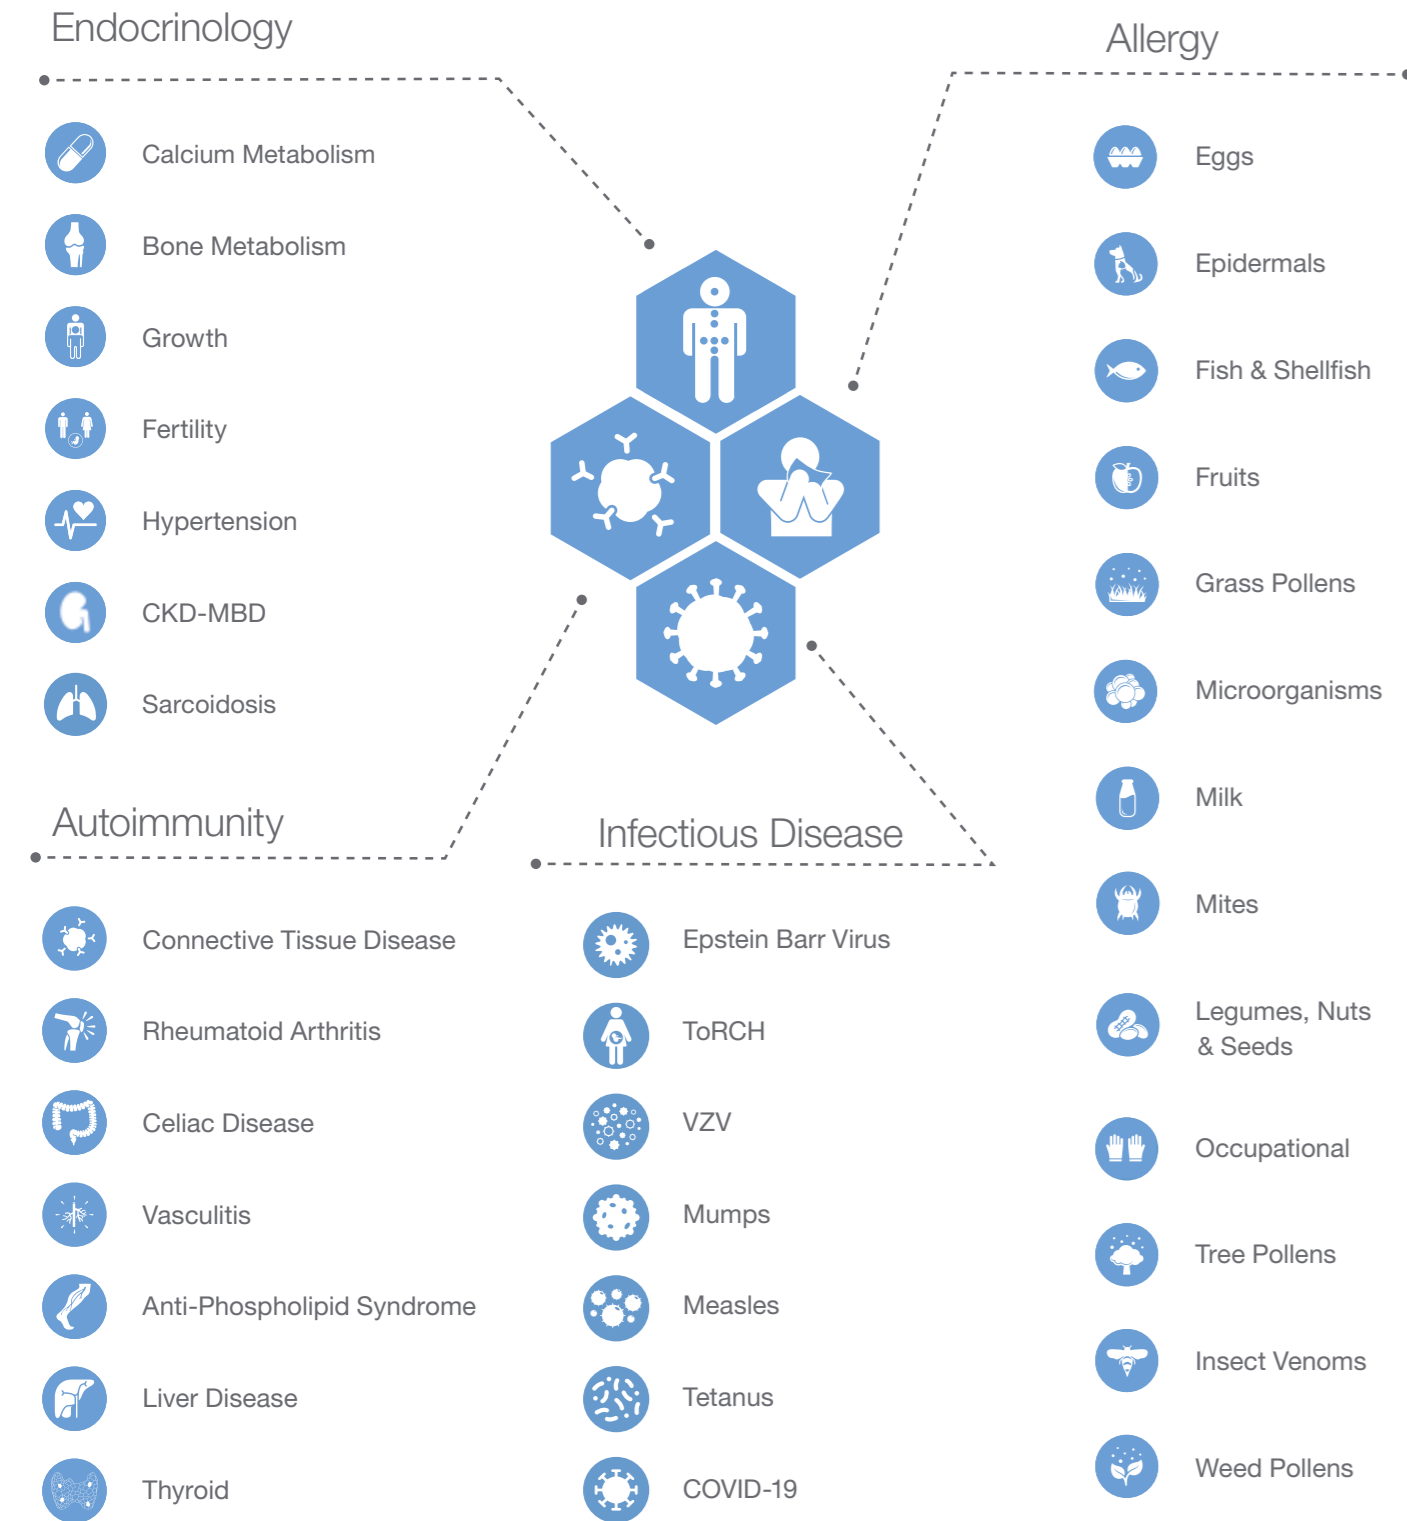 Endocrinology
Calcium Metabolism
Bone Metabolism
Growth
Fertility
Hypertension
CKD-MBD
Sarcoidosis
Allergy
Eggs
Epidermals
Fish & Shellfish
Fruits
Grass Pollens
Microorganisms
Milk
Mites
Legumes, Nuts
& Seeds
Occupational
Tree Pollens
Insect Venoms
Weed Pollens
Autoimmunity
Connective Tissue Disease
Rheumatoid Arthritis
Celiac Disease
Vasculitis
Anti-Phospholipid Syndrome
Liver Disease
Thyroid
Infectious Disease
Epstein Barr Virus
ToRCH
VZV
Mumps
Measles
Tetanus
COVID-19